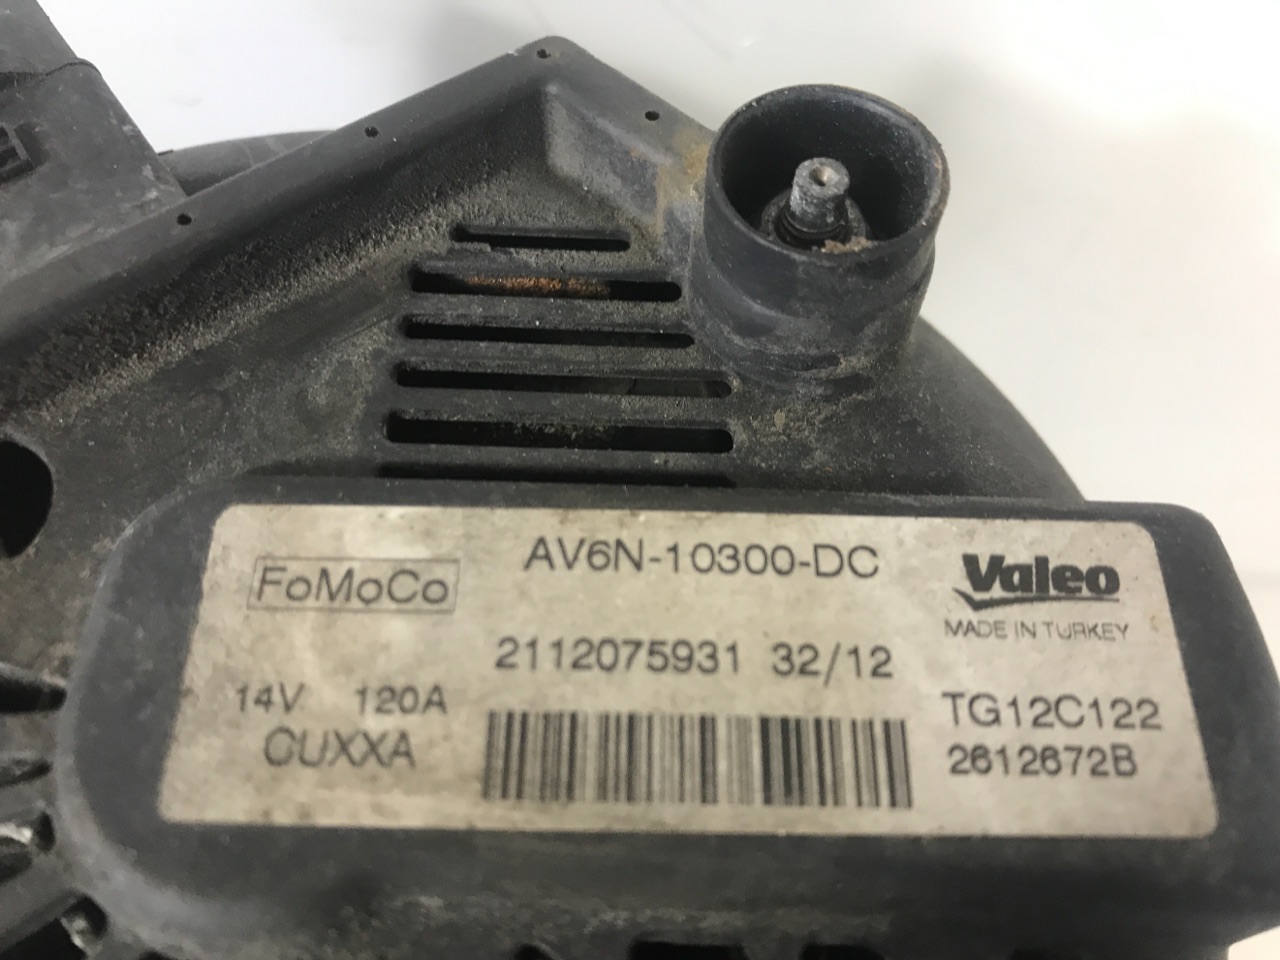 FoMoCo
AV6N-10300-DC
Valeo
MADE IN TURKEY
2112075931 32/12
14V 120A
CUXXA
TG12C122
2612672B